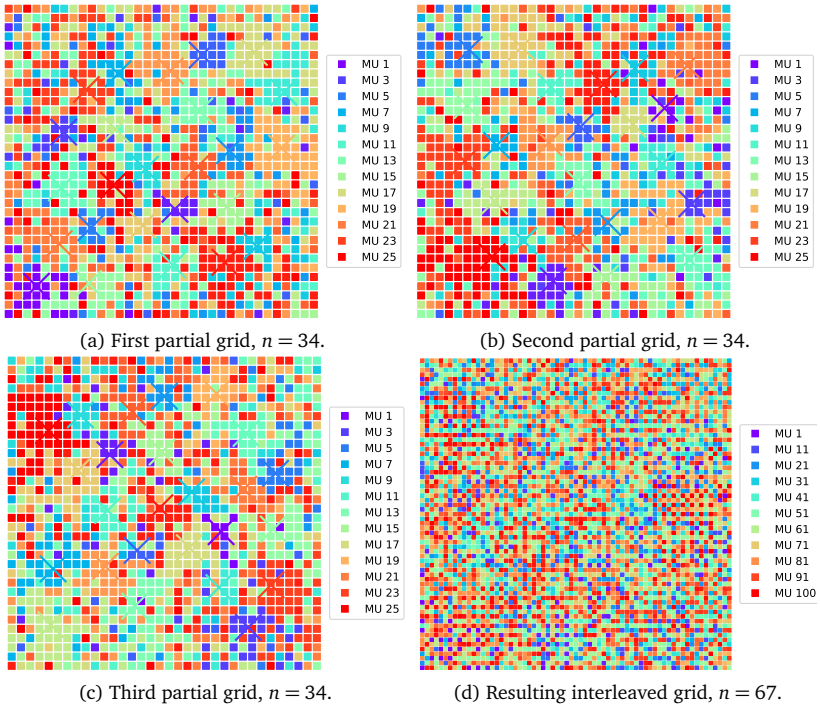 MU 1
MU 3
MU 5
MU 7
MU 9
MU 11
MU 13
MU 15
MU 17
MU 19
MU 21
MU 23
MU 25
(a) First partial grid, n = 34.
MU 1
MU 3
MU 5
MU 7
MU 9
MU 11
MU 13
MU 15
MU 17
MU 19
MU 21
MU 23
MU 25
(b) Second partial grid, n = 34.
MU 1
MU 3
MU 5
MU 7
MU 9
MU 11
MU 13
MU 15
MU 17
MU 19
MU 21
MU 23
MU 25
(c) Third partial grid, n = 34.
MU 1
MU 11
MU 21
MU 31
MU 41
MU 51
MU 61
MU 71
MU 81
MU 91
MU 100
(d) Resulting interleaved grid, n = 67.